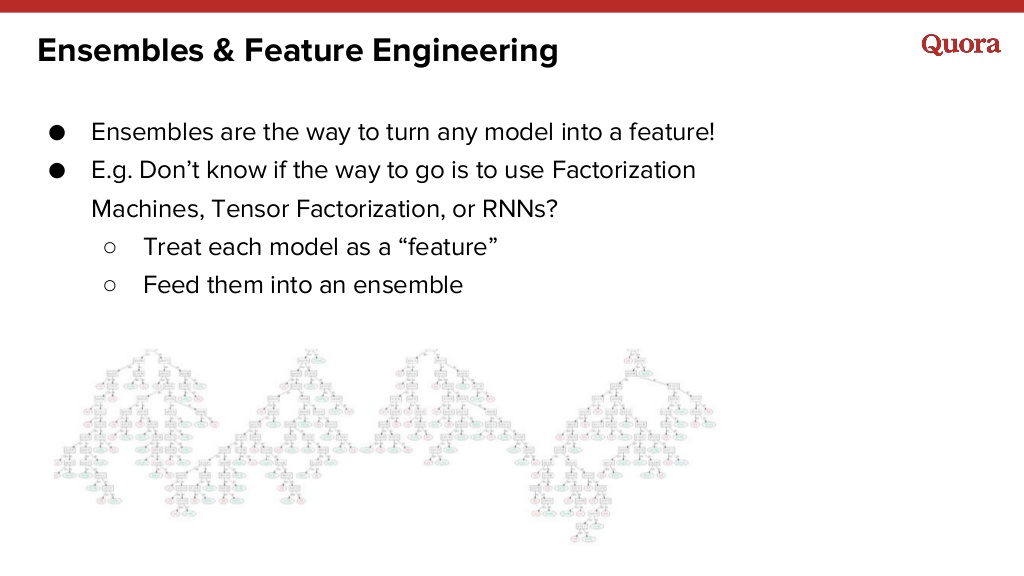 Ensembles & Feature Engineering
Quora
● Ensembles are the way to turn any model into a feature!
● E.g. Don’t know if the way to go is to use Factorization
Machines, Tensor Factorization, or RNNs?
○ Treat each model as a “feature”
○ Feed them into an ensemble